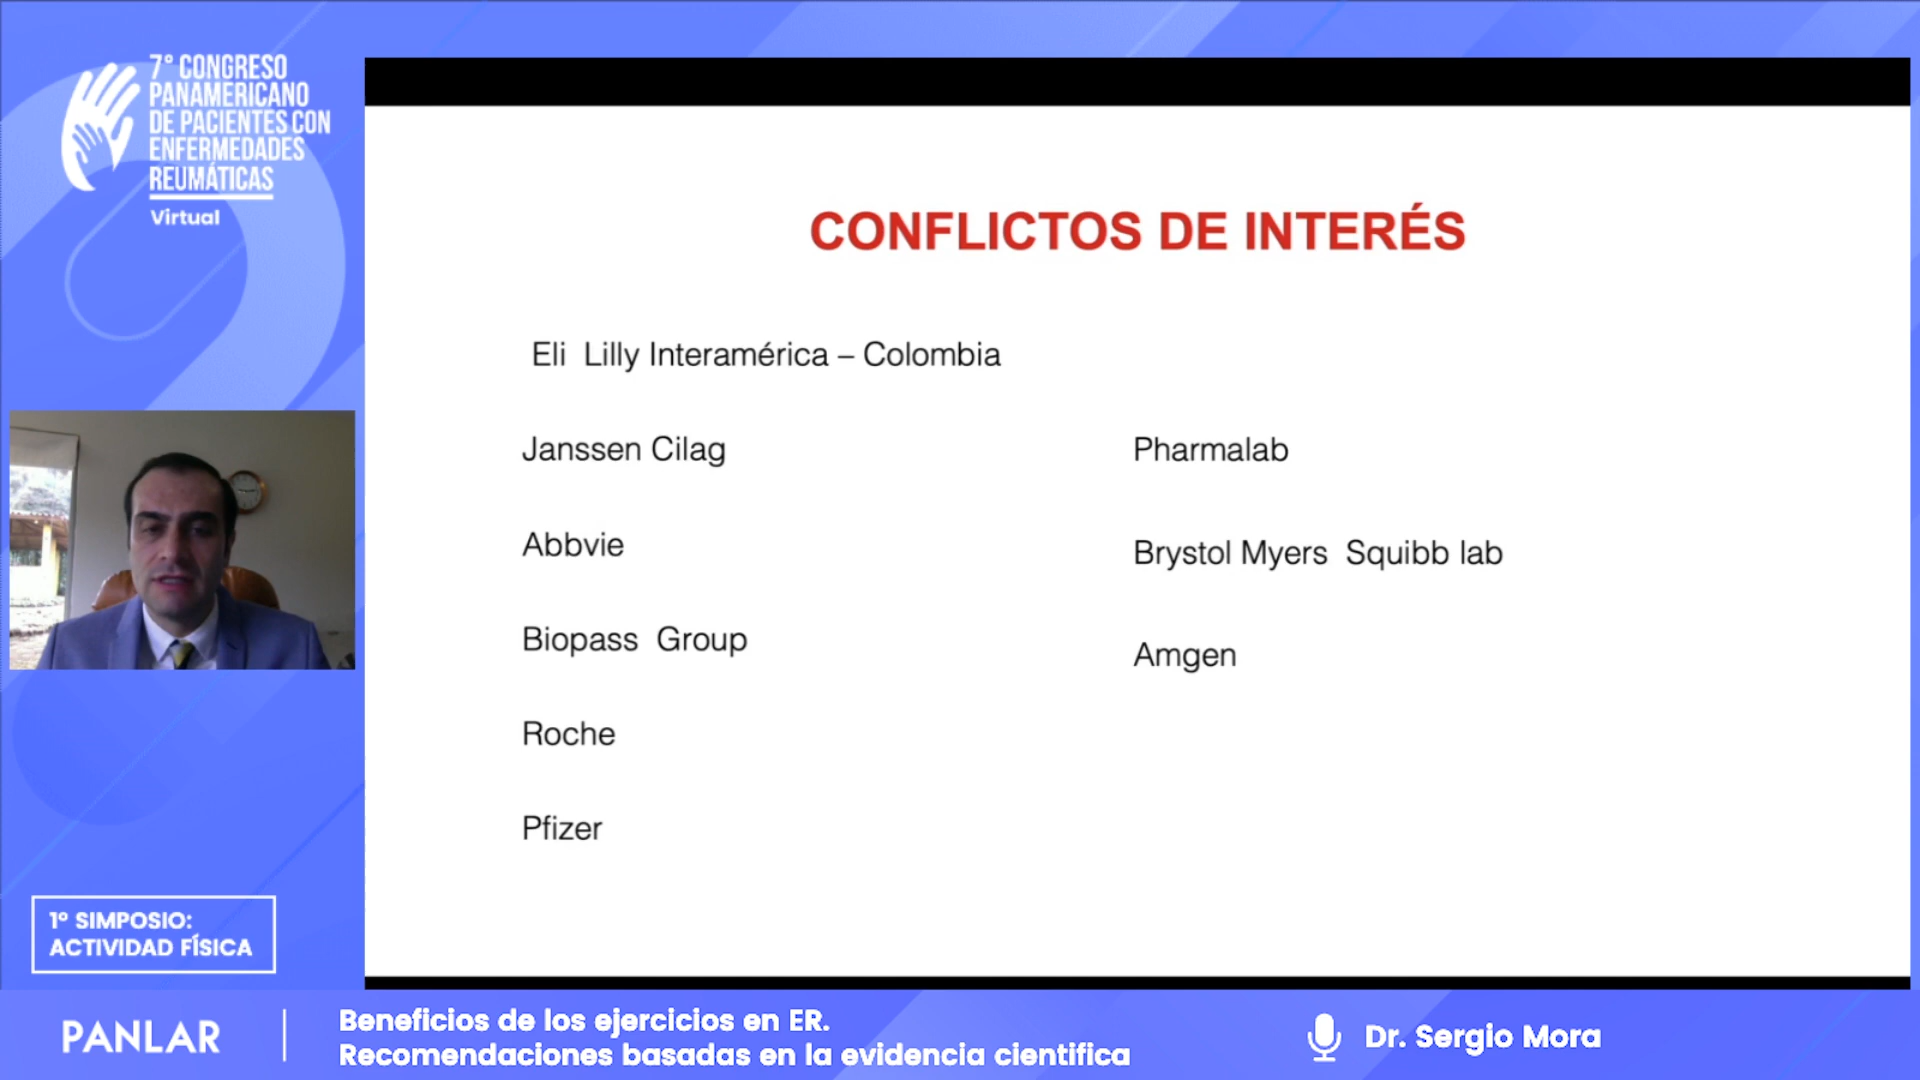 7° CONGRESO
PANAMERICANO
DE PACIENTES CON
ENFERMEDADES
REUMÁTICAS
Virtual
CONFLICTOS DE INTERÉS
Eli Lilly Interamérica – Colombia
Janssen Cilag
Abbvie
Biopass Group
Roche
Pfizer
Pharmalab
Brystol Myers Squibb lab
Amgen
1º SIMPOSIO:
ACTIVIDAD FÍSICA
PANLAR
Beneficios de los ejercicios en ER.
Recomendaciones basadas en la evidencia cientifica
Dr. Sergio Mora